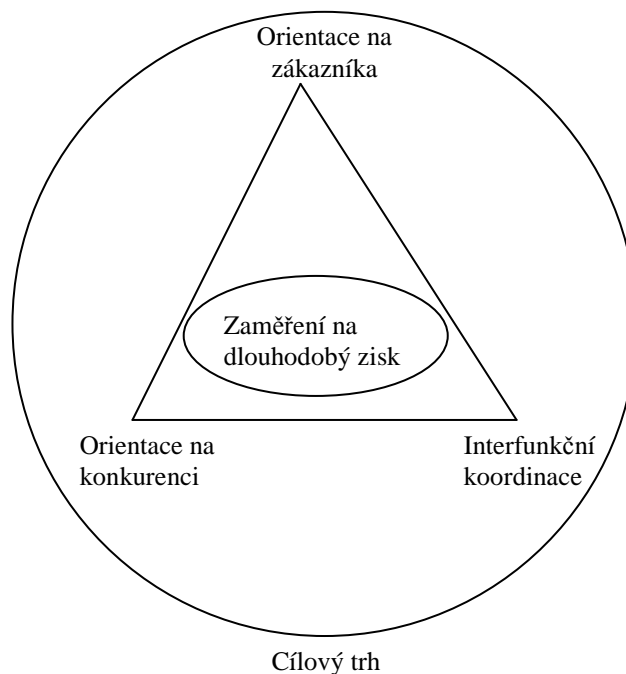 Orientace na
zákazníka
Zaměření na
dlouhodobý zisk
Orientace na
konkurenci
Interfunkční
koordinace
Cílový trh